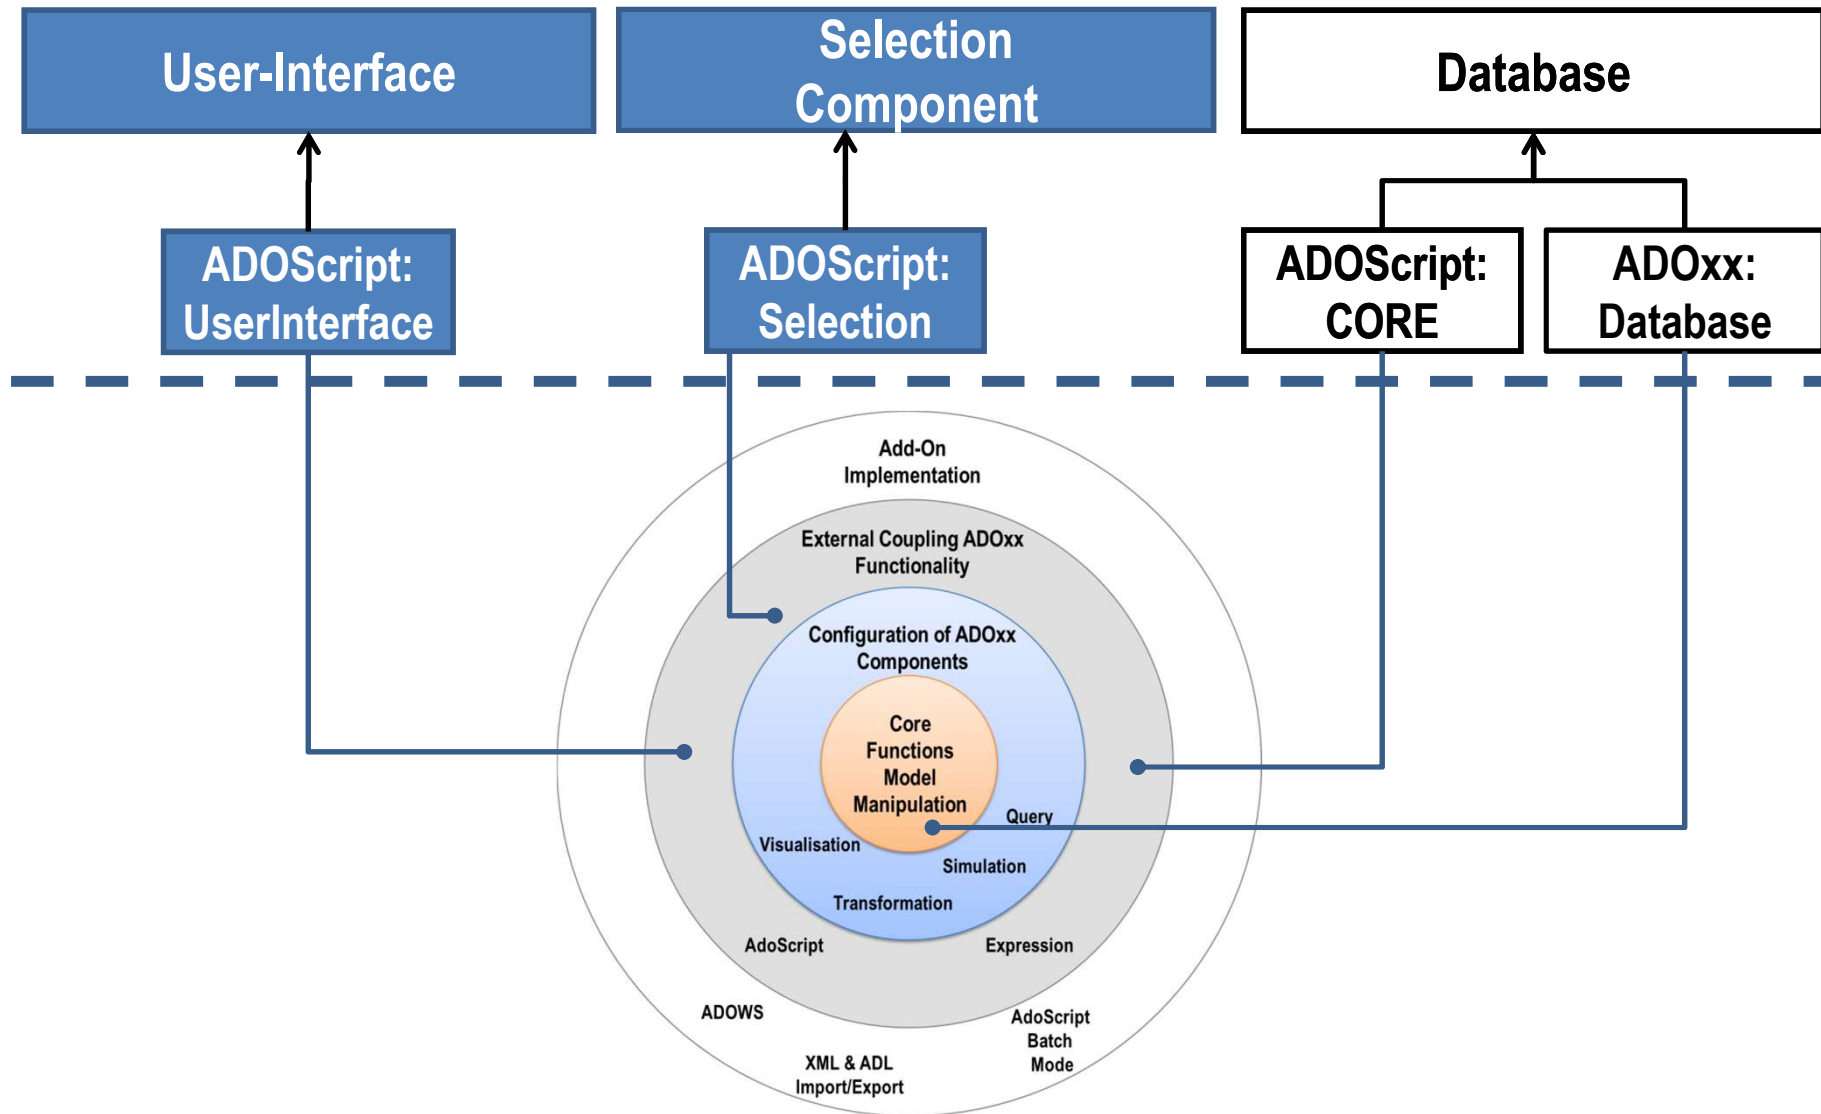 User-Interface
Selection
Component
Database
ADOScript:
UserInterface
ADOScript:
Selection
ADOScript:
CORE
ADOxx:
Database
Add-On
Implementation
External Coupling ADOxx
Functionality
Configuration of ADOxx
Components
Core
Functions
Model
Manipulation
Query
Visualisation
Simulation
Transformation
AdoScript
Expression
ADOWS
AdoScript
Batch
Mode
XML & ADL
Import/Export